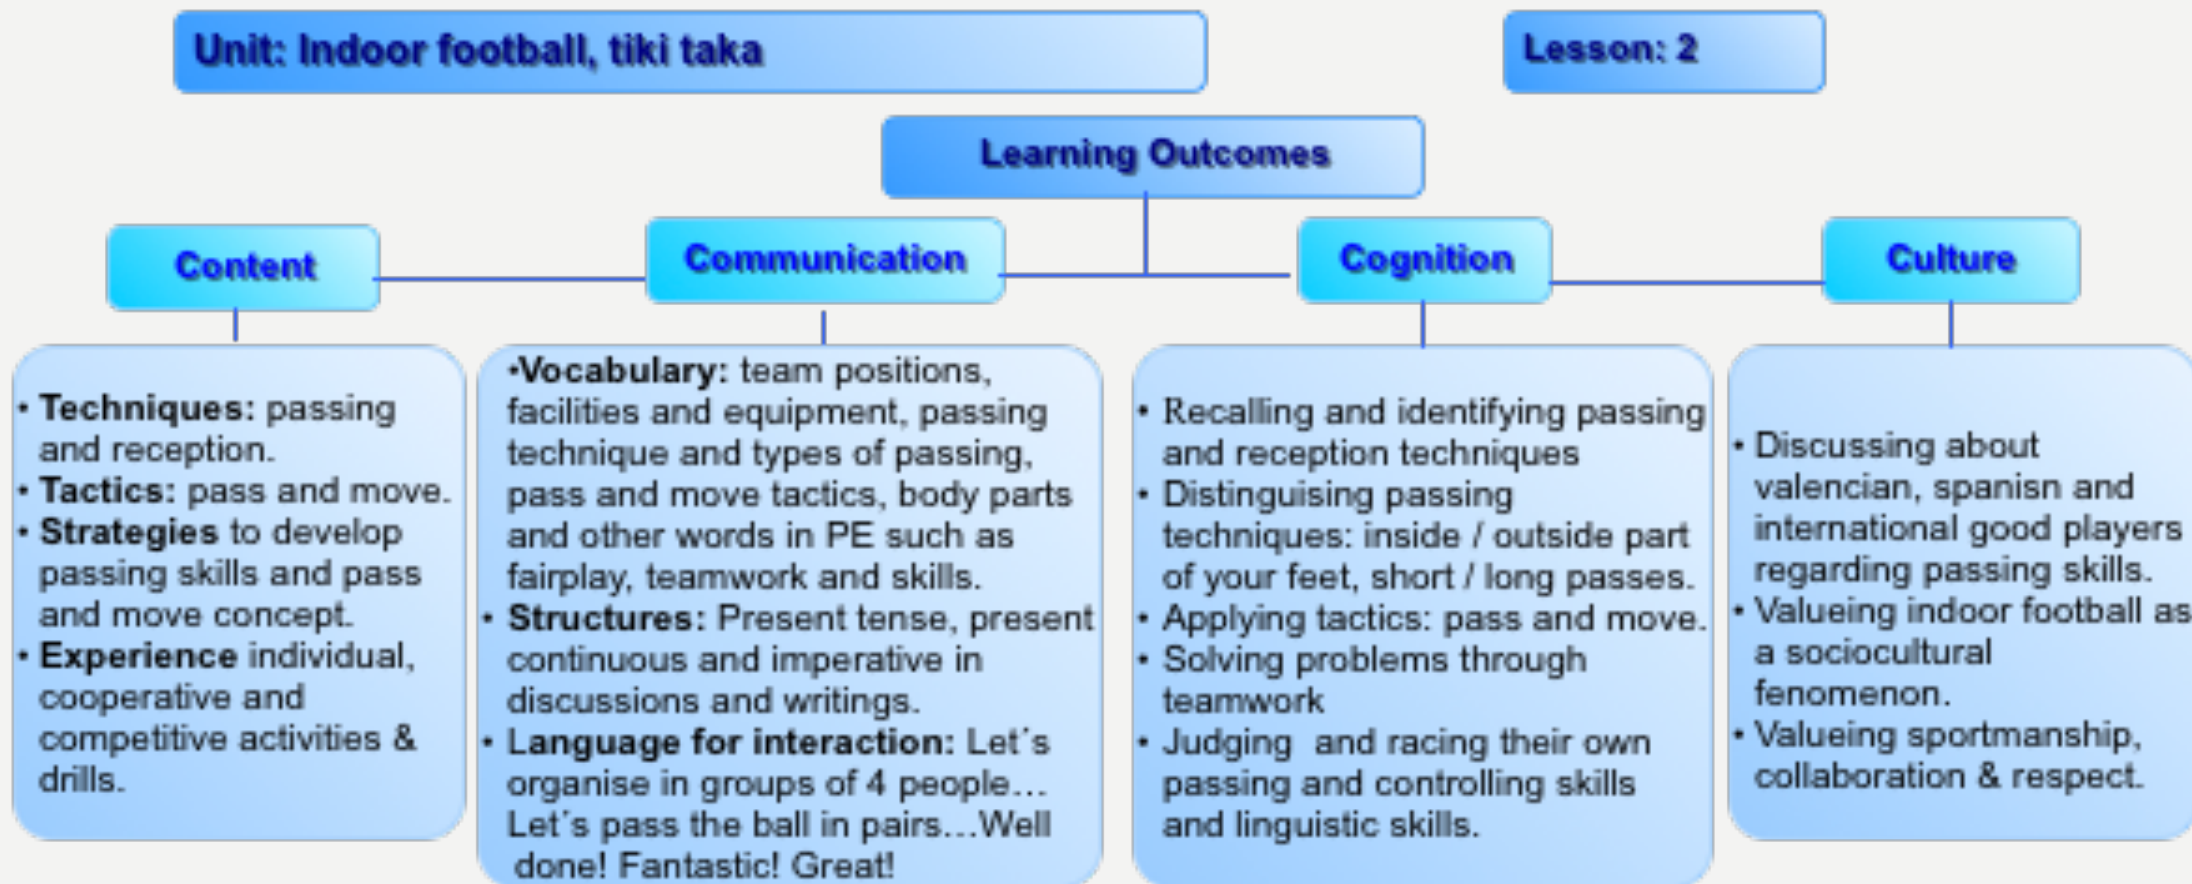 Unit: Indoor football, tiki taka
Lesson: 2
Learning Outcomes
Content
Communication
Cognition
Culture
• Techniques: passing
and reception.
• Tactics: pass and move.
• Strategies to develop
passing skills and pass
and move concept.
• Experience individual,
cooperative and
competitive activities &
drills.
•Vocabulary: team positions,
facilities and equipment, passing
technique and types of passing,
pass and move tactics, body parts
and other words in PE such as
fairplay, teamwork and skills.
• Structures: Present tense, present
continuous and imperative in
discussions and writings.
• Language for interaction: Let´s
organise in groups of 4 people...
Let´s pass the ball in pairs...Well
done! Fantastic! Great!
• Recalling and identifying passing
and reception techniques
• Distinguising passing
techniques: inside / outside part
of your feet, short / long passes.
• Applying tactics: pass and move.
• Solving problems through
teamwork
• Judging and racing their own
passing and controlling skills
and linguistic skills.
• Discussing about
valencian, spanisn and
international good players
regarding passing skills.
• Valueing indoor football as
a sociocultural
fenomenon.
• Valueing sportmanship,
collaboration & respect.